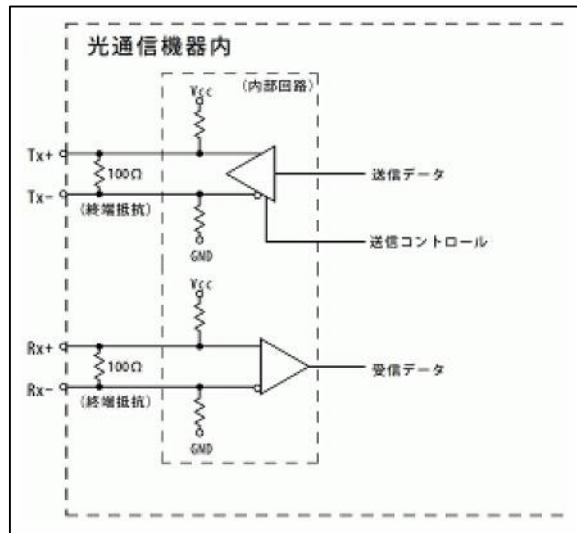 光通信機器内
(内部回路)
Vcc
Tx+
100Ω
送信データ
Tx-
(終端抵抗)
送信コントロール
GND
Vcc
Rx+
100Ω
受信データ
Rx-
(終端抵抗)
GND